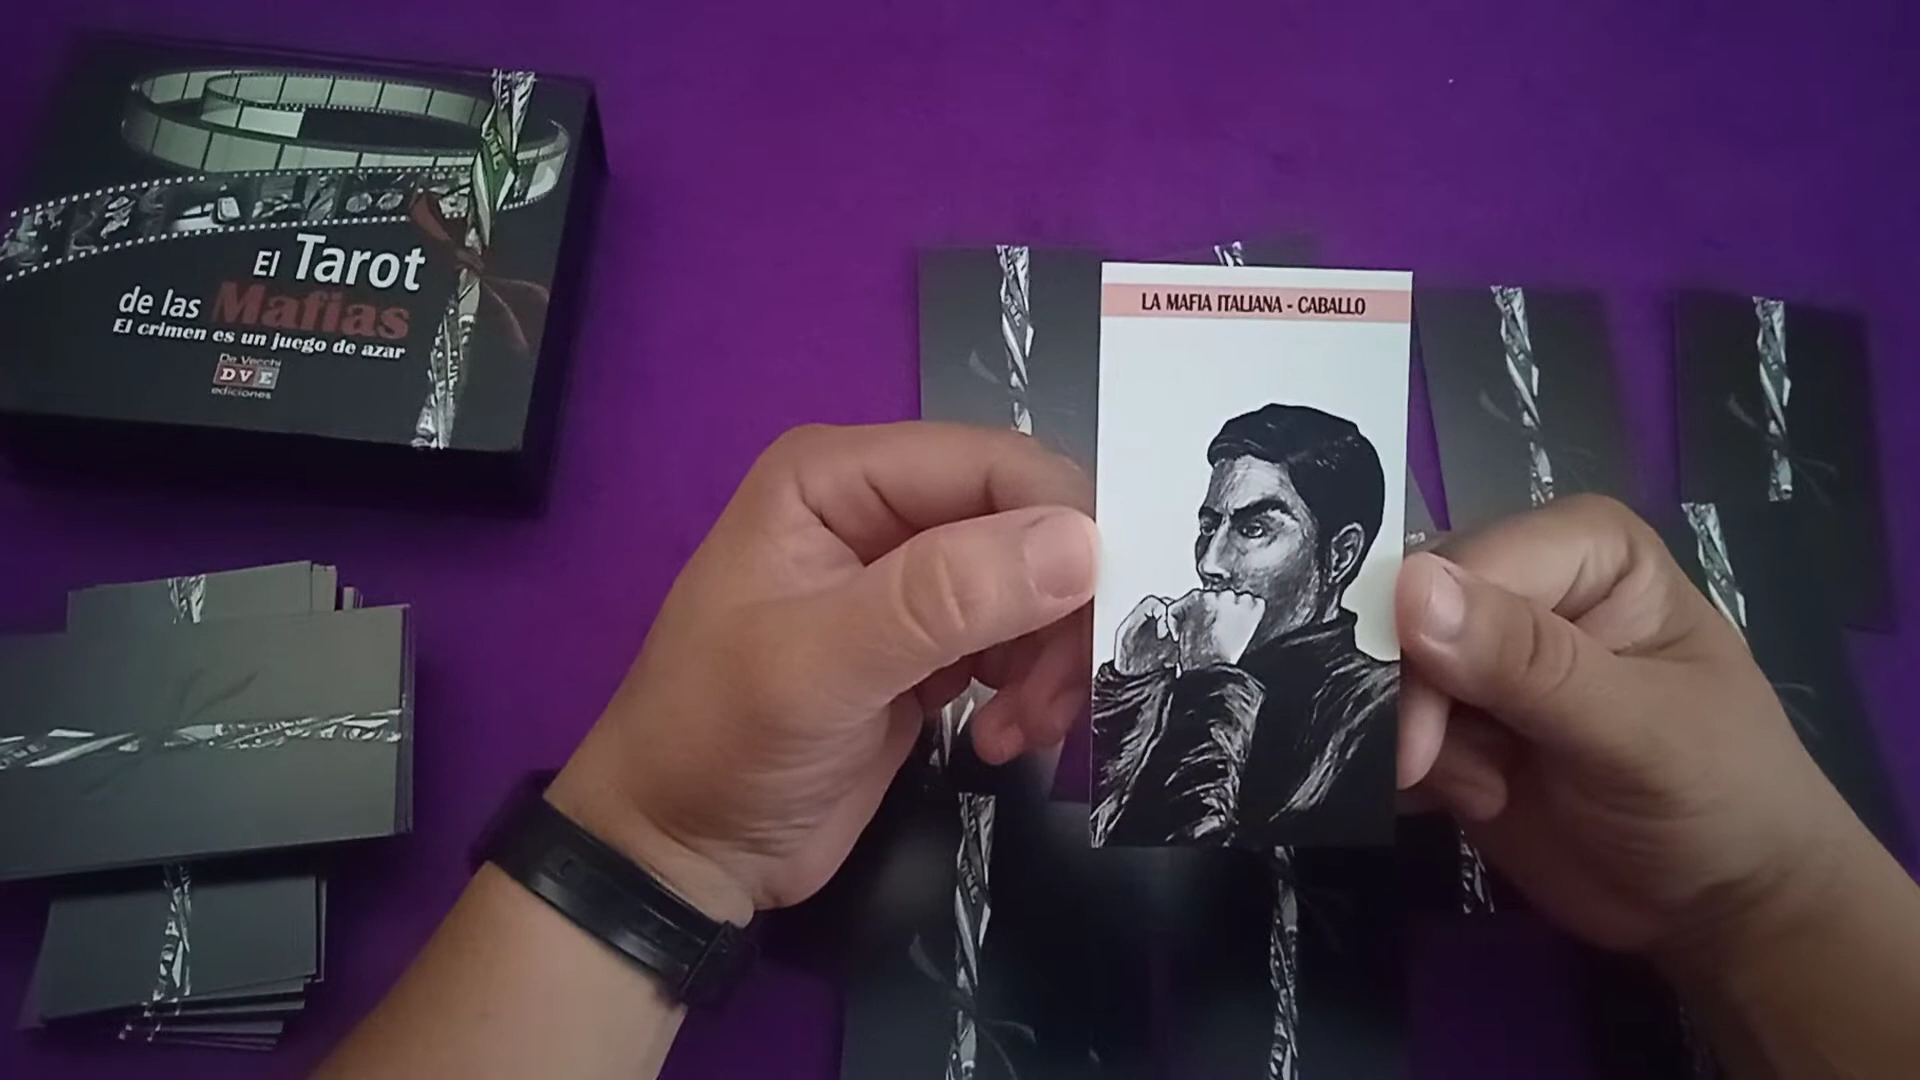 El Tarot
de las Mafias
El crimen es un juego de azar
De Vecchi
DVE
ediciones
LA MAFIA ITALIANA - CABALLO